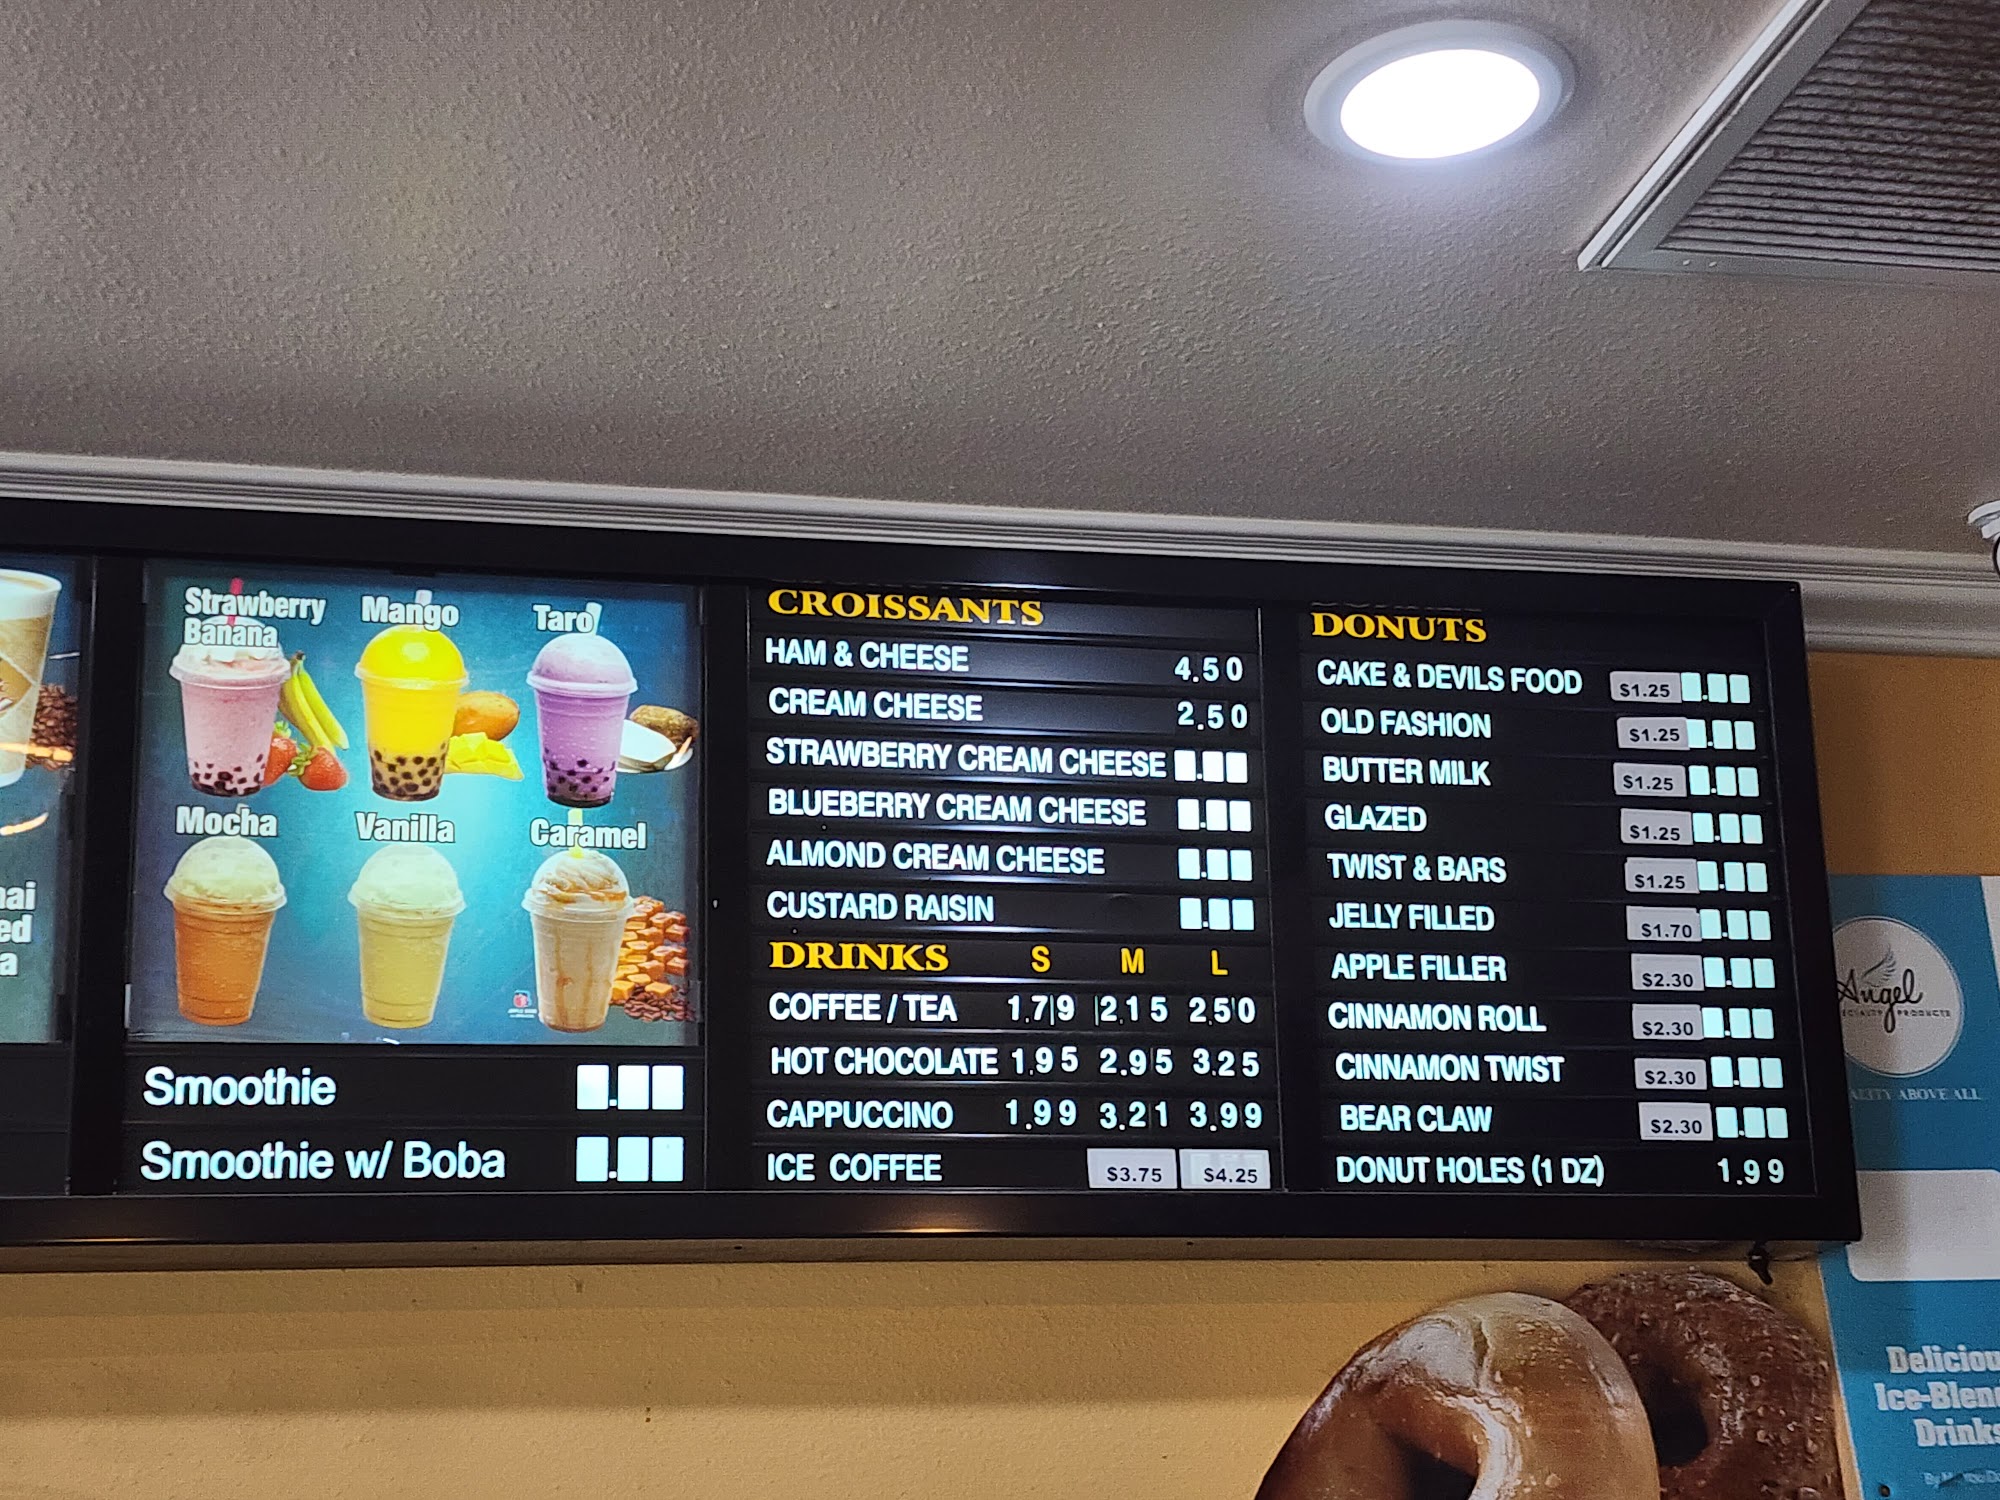 Strawberry
Banana
Mango
Taro
Mocha
Vanilla
Caramel
Smoothie
Smoothie w/ Boba
CROISSANTS
HAM & CHEESE 4.50
CREAM CHEESE 2.50
STRAWBERRY CREAM CHEESE
BLUEBERRY CREAM CHEESE
ALMOND CREAM CHEESE
CUSTARD RAISIN
DRINKS S M L
COFFEE / TEA 1.79 2.15 2.50
HOT CHOCOLATE 1.95 2.95 3.25
CAPPUCCINO 1.99 3.21 3.99
ICE COFFEE $3.75 $4.25
DONUTS
CAKE & DEVILS FOOD $1.25
OLD FASHION $1.25
BUTTER MILK $1.25
GLAZED $1.25
TWIST & BARS $1.25
JELLY FILLED $1.70
APPLE FILLER $2.30
CINNAMON ROLL $2.30
CINNAMON TWIST $2.30
BEAR CLAW $2.30
DONUT HOLES (1 DZ) 1.99
Angel
PRODUCTS
ABOVE ALL
Drinks